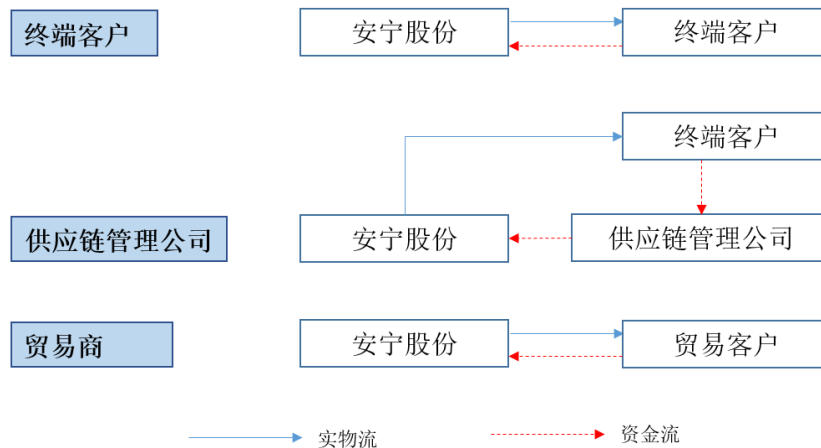 终端客户
安宁股份
终端客户
终端客户
供应链管理公司
安宁股份
供应链管理公司
贸易商
安宁股份
贸易客户
实物流
资金流